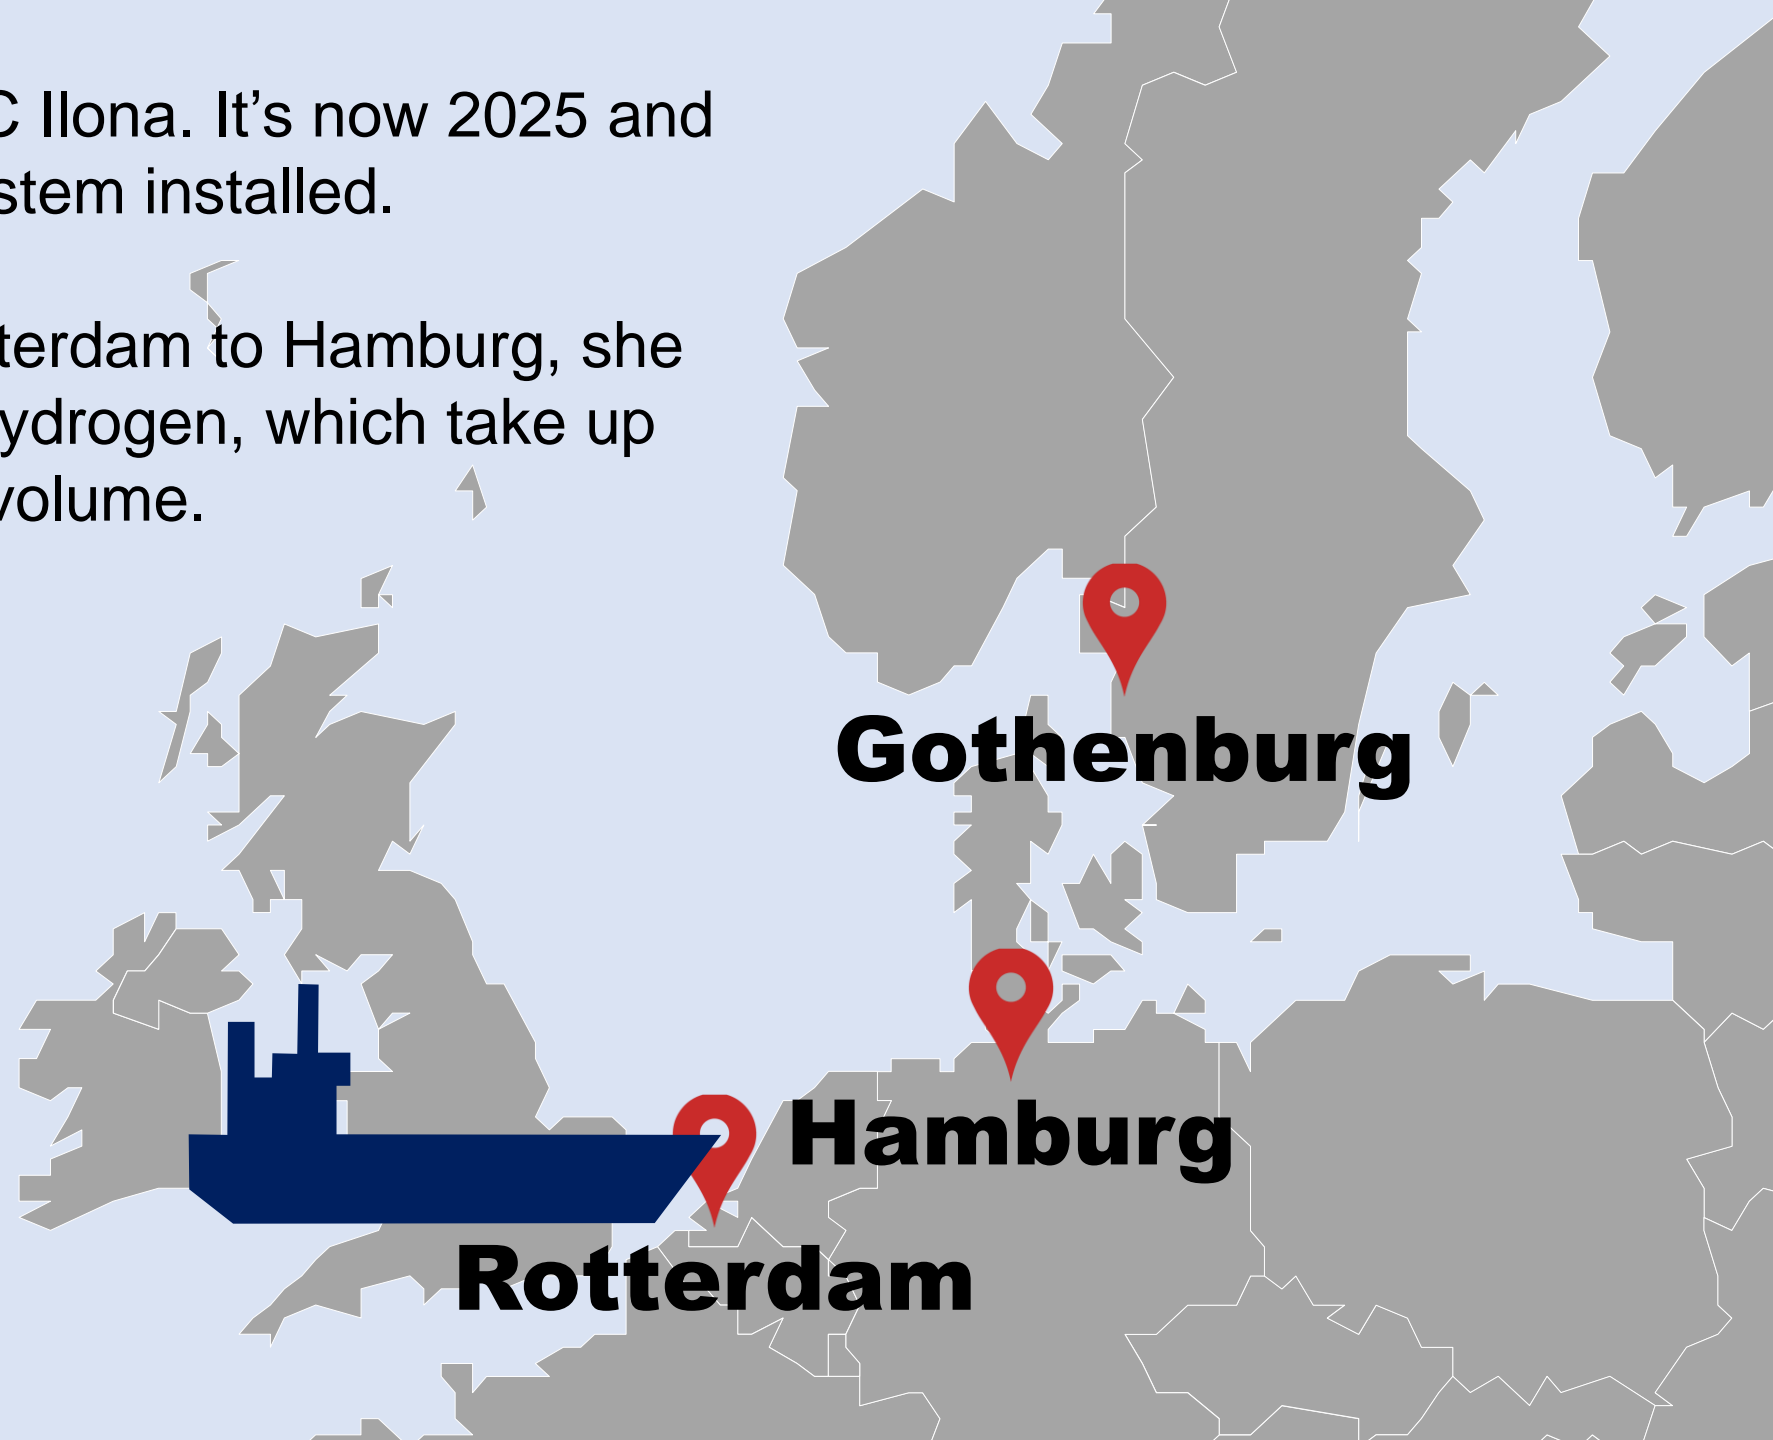 C Ilona. It’s now 2025 and
stem installed.
terdam to Hamburg, she
ydrogen, which take up
volume.
Gothenburg
Hamburg
Rotterdam